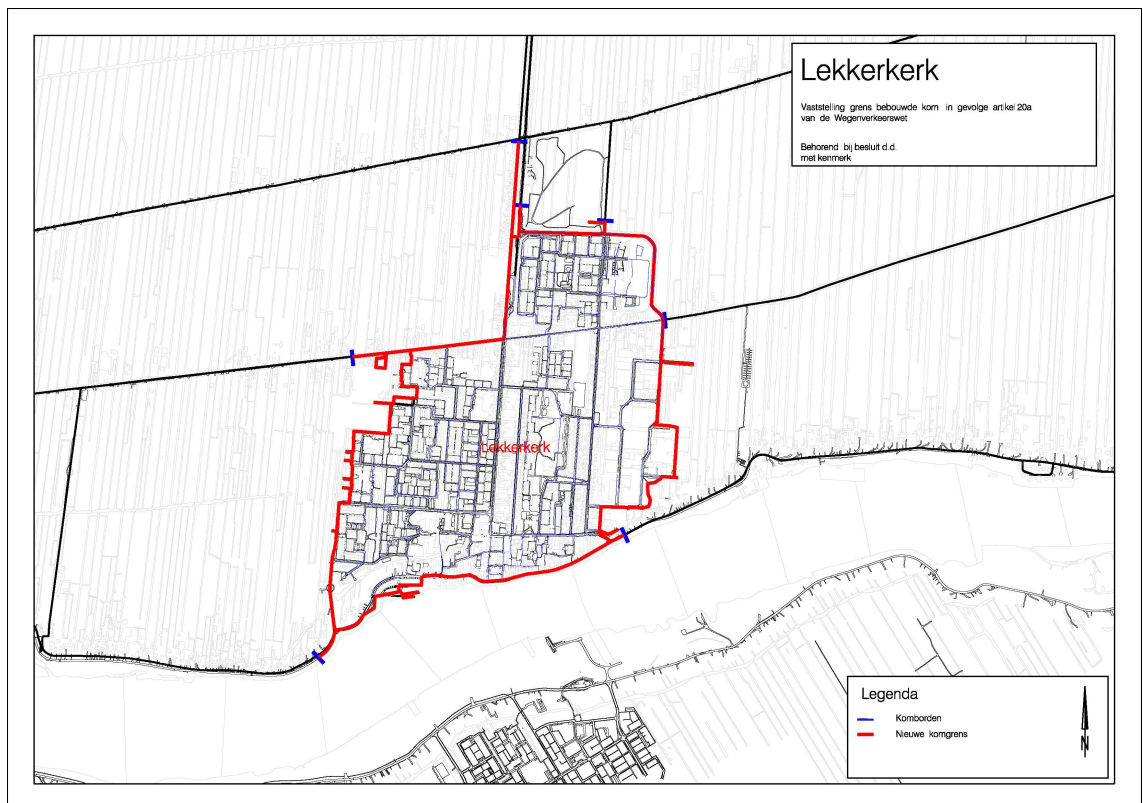 Lekkerkerk
Vaststelling grens bebouwde kom in gevolge artikel 20a
van de Wegenverkeerswet
Behorend bij besluit d.d.
met kenmerk
Lekkerkerk
Legenda
Komborden
Nieuwe komgrens
N